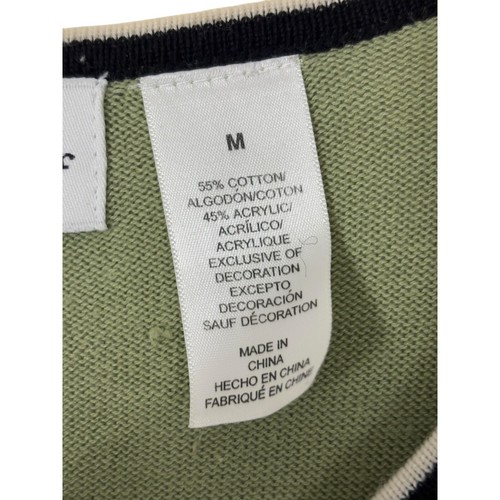 M
55% COTTON/
ALGODÓN/COTON
45% ACRYLIC/
ACRÍLICO/
ACRYLIQUE
EXCLUSIVE OF
DECORATION
EXCEPTO
DECORACIÓN
SAUF DÉCORATION
MADE IN
CHINA
HECHO EN CHINA
FABRIQUÉ EN CHINE